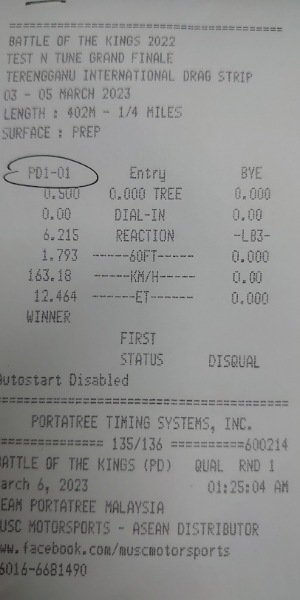 ==============================
BATTLE OF THE KINGS 2022
TEST N TUNE GRAND FINALE
TERENGGANU INTERNATIONAL DRAG STRIP
03 - 05 MARCH 2023
LENGTH : 402M - 1/4 MILES
SURFACE : PREP
PD1-01 Entry BYE
0.500 0.000 TREE 0.000
0.00 DIAL-IN 0.00
6.215 REACTION -LB3-
1.793 -----60FT----- 0.000
163.18 -----KM/H----- 0.00
12.464 ------ET------ 0.000
WINNER
FIRST
STATUS DISQUAL
Autostart Disabled
==============================
PORTATREE TIMING SYSTEMS, INC.
============== 135/136 ==========600214
BATTLE OF THE KINGS (PD) QUAL RND 1
March 6, 2023 01:25:04 AM
TEAM PORTATREE MALAYSIA
MUSC MOTORSPORTS - ASEAN DISTRIBUTOR
www.facebook.com/muscmotorsports
6016-6681490